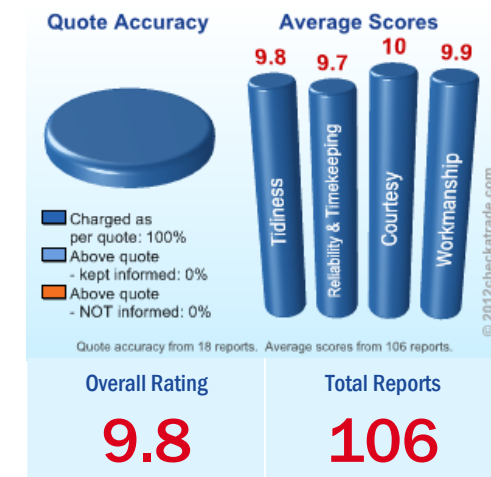 Quote Accuracy
Charged as
per quote: 100%
Above quote
- kept informed: 0%
Above quote
- NOT informed: 0%
Average Scores
9.8
9.7
10
9.9
Tidiness
Reliability & Timekeeping
Courtesy
Workmanship
© 2012checkatrade.com
Quote accuracy from 18 reports. Average scores from 106 reports.
Overall Rating
9.8
Total Reports
106